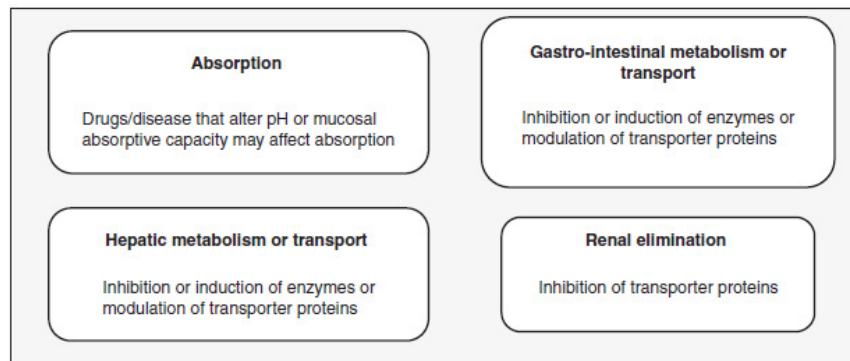 Absorption
Drugs/disease that alter pH or mucosal
absorptive capacity may affect absorption
Gastro-intestinal metabolism or
transport
Inhibition or induction of enzymes or
modulation of transporter proteins
Hepatic metabolism or transport
Inhibition or induction of enzymes or
modulation of transporter proteins
Renal elimination
Inhibition of transporter proteins